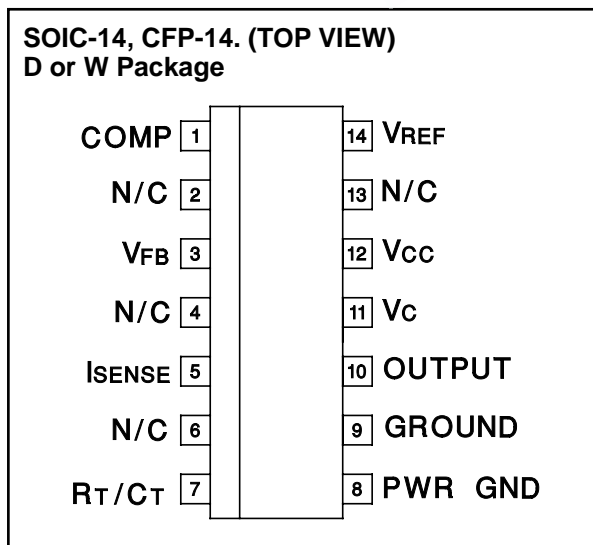 SOIC-14, CFP-14. (TOP VIEW)
D or W Package
COMP 1 14 VREF
N/C 2 13 N/C
VFB 3 12 VCC
N/C 4 11 VC
ISENSE 5 10 OUTPUT
N/C 6 9 GROUND
RT/CT 7 8 PWR GND